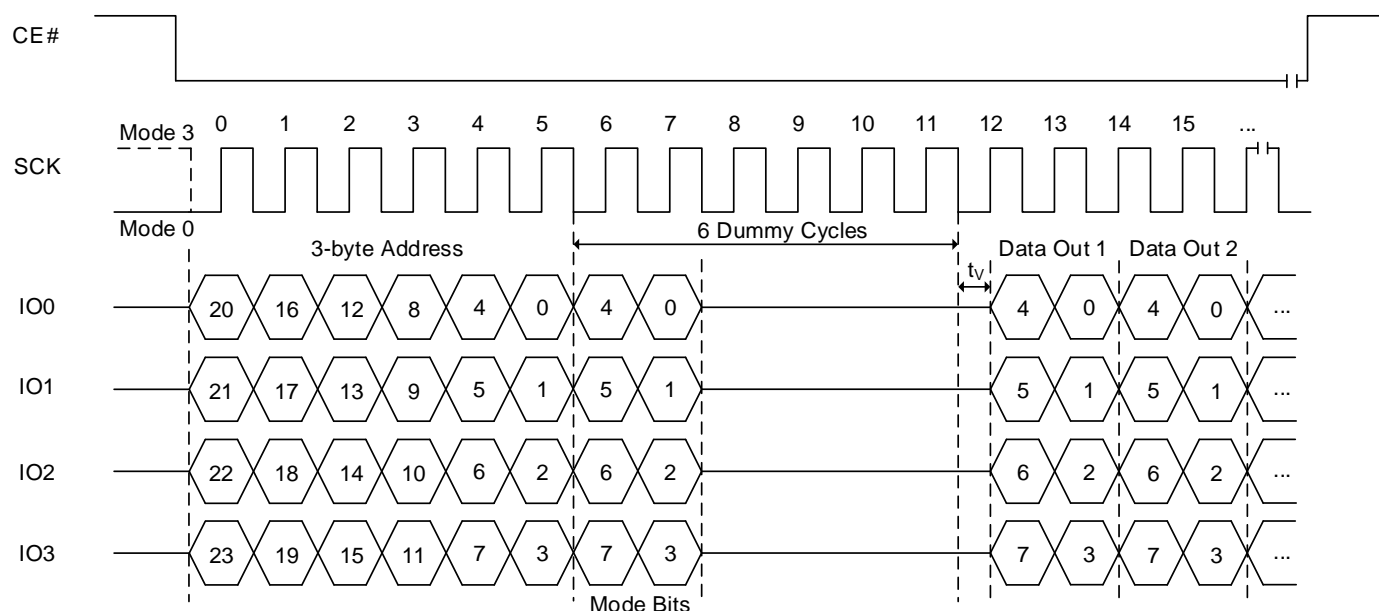 CE#
0 1 2 3 4 5 6 7 8 9 10 11 12 13 14 15 ...
Mode 3
SCK
Mode 0
6 Dummy Cycles
3-byte Address Data Out 1 Data Out 2
tV
IO0 20 16 12 8 4 0 4 0 4 0 4 0 ...
IO1 21 17 13 9 5 1 5 1 5 1 5 1 ...
IO2 22 18 14 10 6 2 6 2 6 2 6 2 ...
IO3 23 19 15 11 7 3 7 3 7 3 7 3 ...
Mode Bits